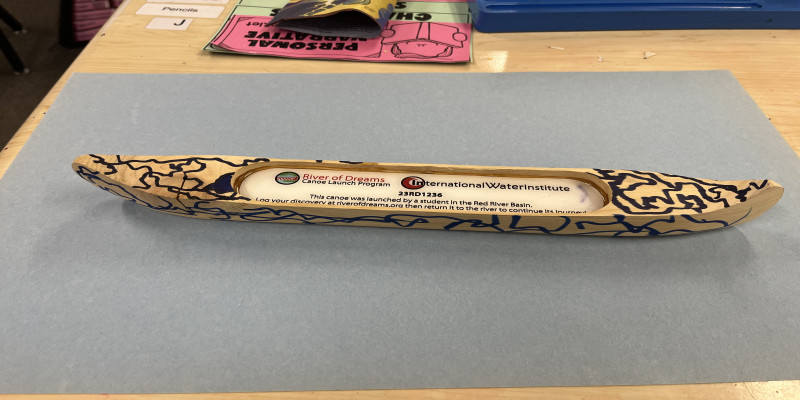 Pencils
J
PERSONAL
NARRATIVE
River of Dreams
Canoe Launch Program
InternationalWaterInstitute
23RD1236
This canoe was launched by a student in the Red River Basin.
Log your discovery at riverofdreams.org then return it to the river to continue its journey!